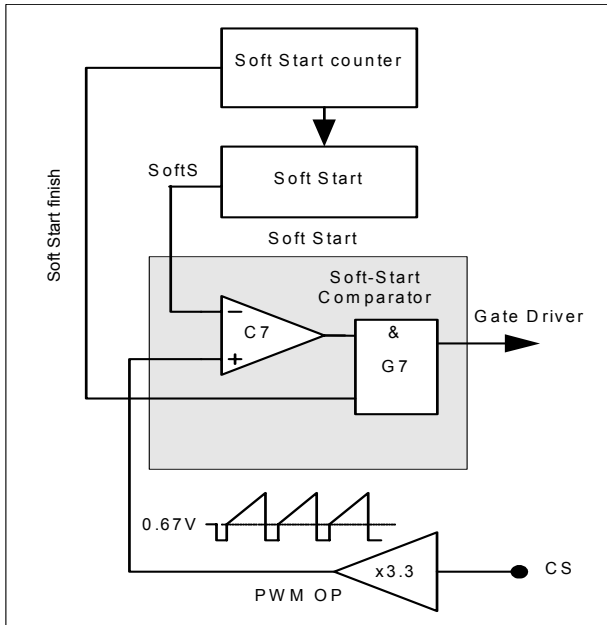 Soft Start counter
Soft Start finish
SoftS
Soft Start
Soft Start
Soft-Start
Comparator
Gate Driver
−
C7
+
&
G7
0.67V
x3.3
CS
PWM OP